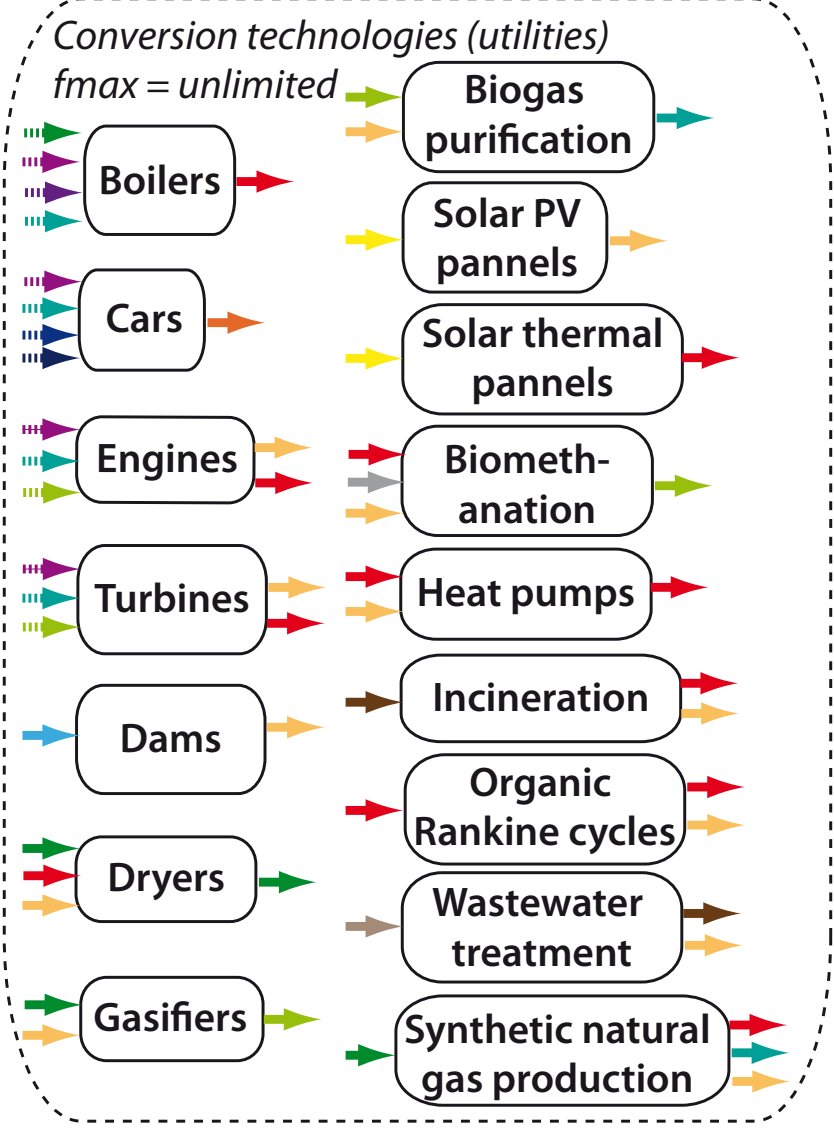 Conversion technologies (utilities)
fmax = unlimited
Boilers
Cars
Engines
Turbines
Dams
Dryers
Gasifiers
Biogas
purification
Solar PV
pannels
Solar thermal
pannels
Biometh-
anation
Heat pumps
Incineration
Organic
Rankine cycles
Wastewater
treatment
Synthetic natural
gas production